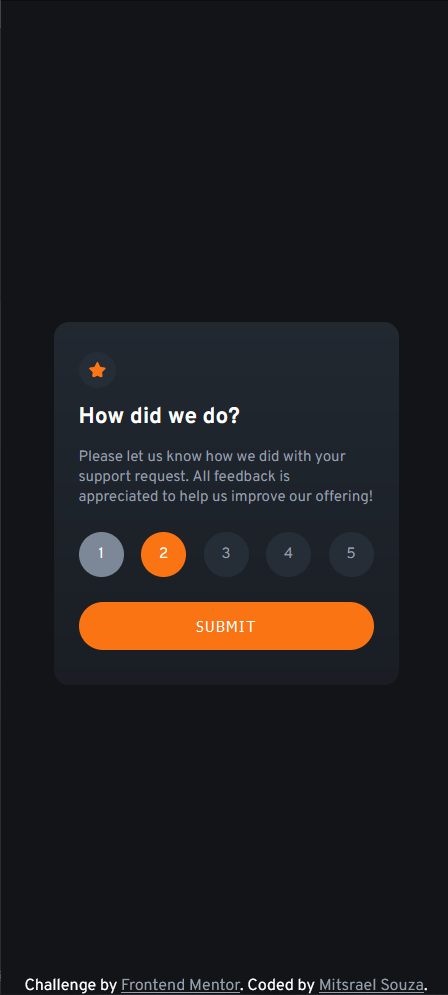 How did we do?
Please let us know how we did with your
support request. All feedback is
appreciated to help us improve our offering!
1 2 3 4 5
SUBMIT
Challenge by Frontend Mentor. Coded by Mitsrael Souza.